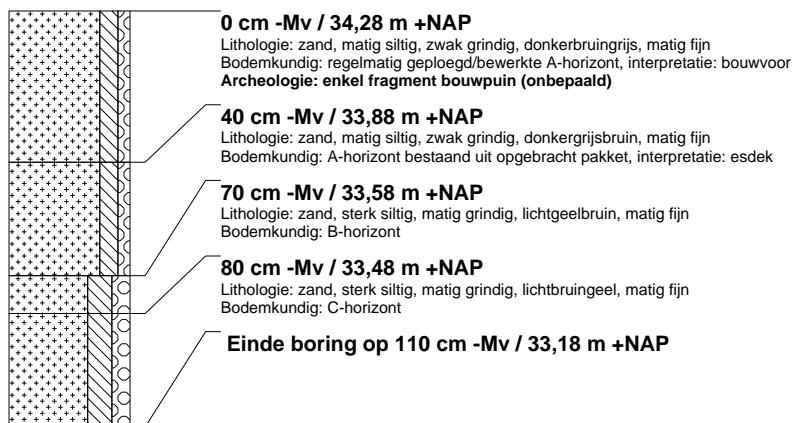 0 cm -Mv / 34,28 m +NAP
Lithologie: zand, matig siltig, zwak grindig, donkerbruingrijs, matig fijn
Bodemkundig: regelmatig geploegd/bewerkte A-horizont, interpretatie: bouwvoor
Archeologie: enkel fragment bouwpuin (onbepaald)
40 cm -Mv / 33,88 m +NAP
Lithologie: zand, matig siltig, zwak grindig, donkergrijsbruin, matig fijn
Bodemkundig: A-horizont bestaand uit opgebracht pakket, interpretatie: esdek
70 cm -Mv / 33,58 m +NAP
Lithologie: zand, sterk siltig, matig grindig, lichtgeelbruin, matig fijn
Bodemkundig: B-horizont
80 cm -Mv / 33,48 m +NAP
Lithologie: zand, sterk siltig, matig grindig, lichtbruingeel, matig fijn
Bodemkundig: C-horizont
Einde boring op 110 cm -Mv / 33,18 m +NAP